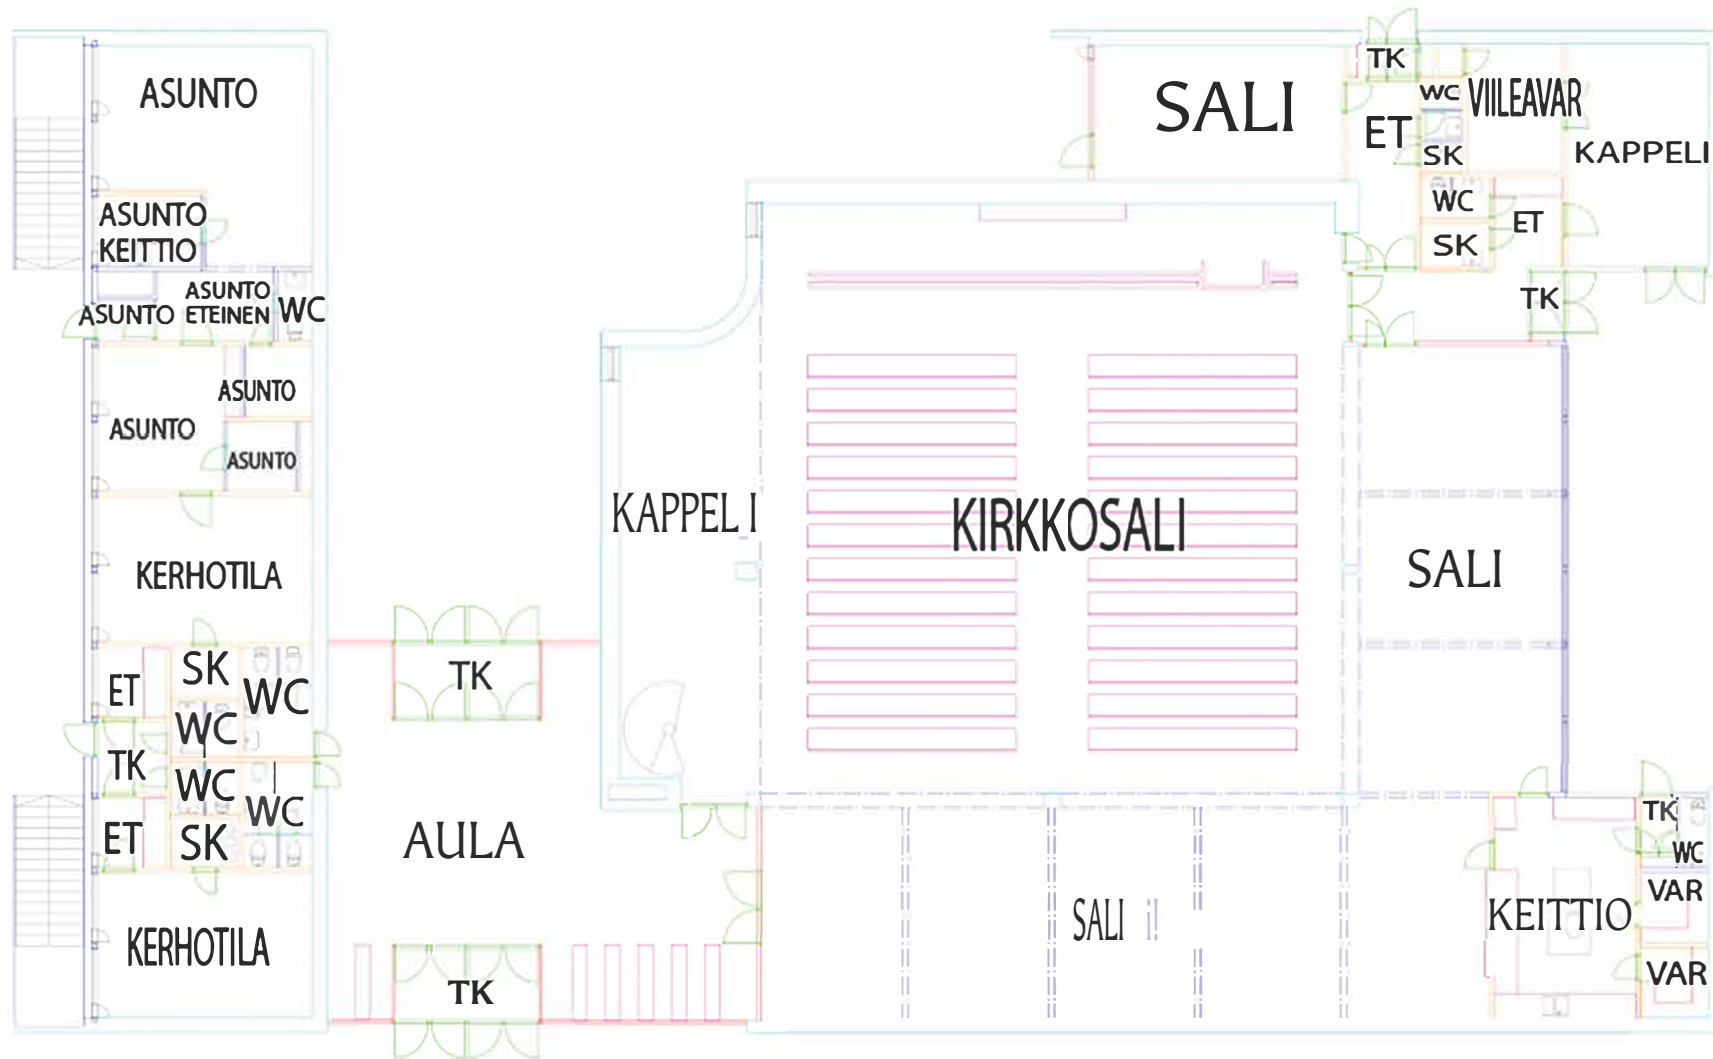 ASUNTO
ASUNTO
KEITTIO
ASUNTO
ASUNTO
ETEINEN
WC
ASUNTO
ASUNTO
ASUNTO
KERHOTILA
ET
SK
WC
WC
TK
WC
WC
ET
SK
KERHOTILA
TK
AULA
TK
KAPPEL I
KIRKKOSALI
SALI
TK
WC
VIILEAVAR
ET
SK
KAPPELI
WC
ET
SK
TK
SALI
SALI i!
KEITTIO
TK
WC
VAR
VAR